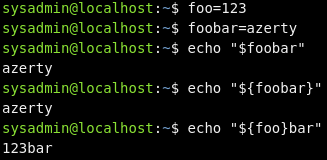 sysadmin@localhost:~$ foo=123
sysadmin@localhost:~$ foobar=azerty
sysadmin@localhost:~$ echo "$foobar"
azerty
sysadmin@localhost:~$ echo "${foobar}"
azerty
sysadmin@localhost:~$ echo "${foo}bar"
123bar